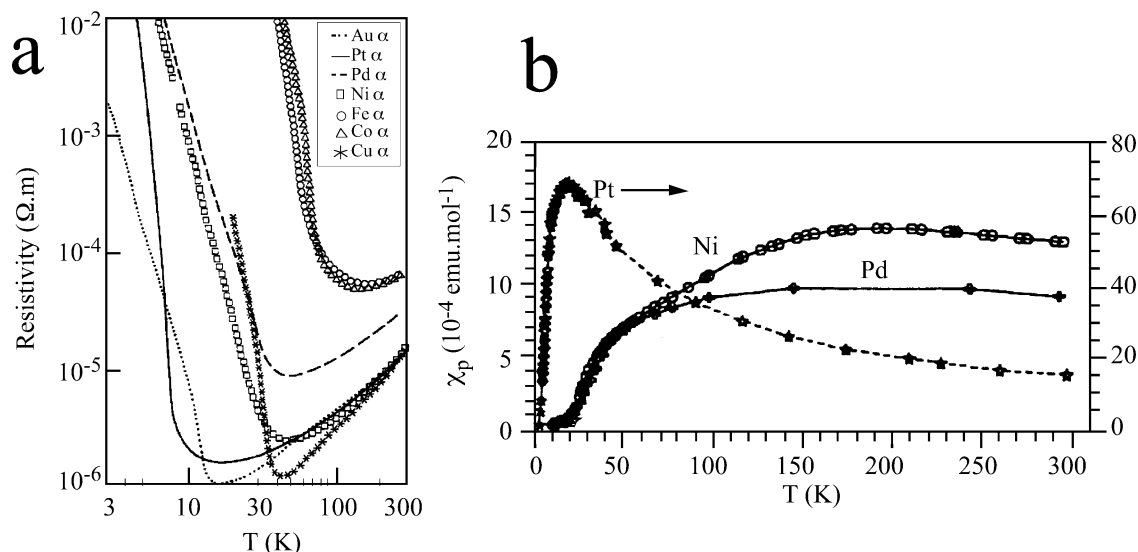 a
10-2
10-3
10-4
10-5
10-6
Resistivity (Ω.m)
3
10
30
100
300
T (K)
Au α
Pt α
Pd α
Ni α
Fe α
Co α
Cu α
b
20
15
10
5
0
χp (10-4 emu.mol-1)
80
60
40
20
0
Pt
Ni
Pd
0
50
100
150
200
250
300
T (K)